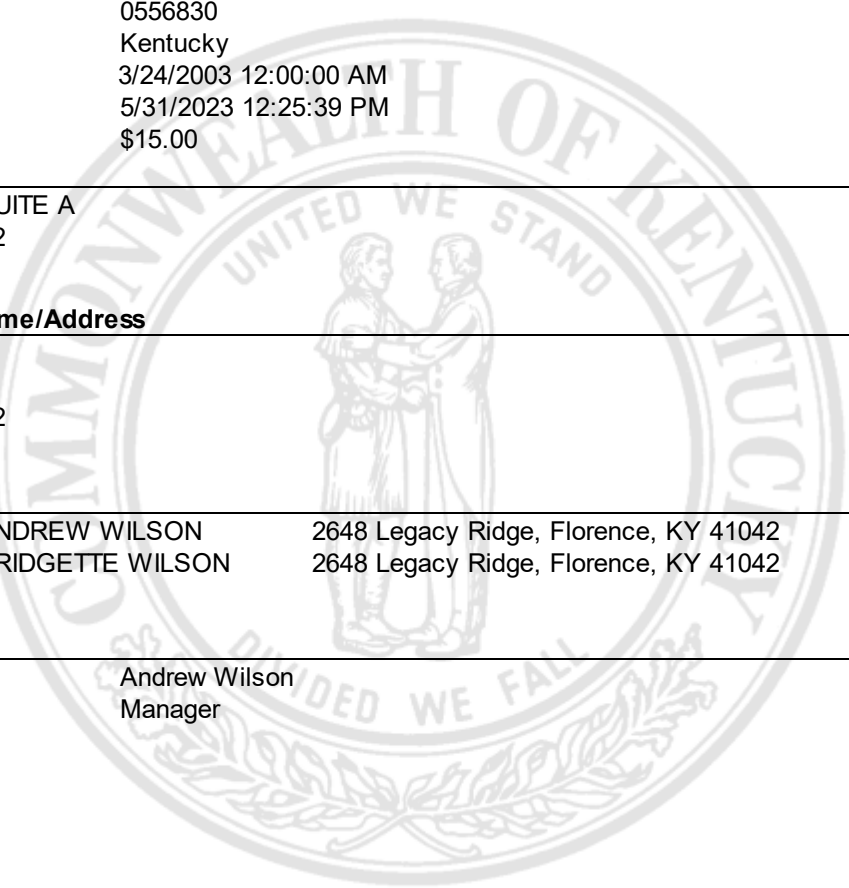 0556830
Kentucky
3/24/2003 12:00:00 AM
5/31/2023 12:25:39 PM
$15.00
UITE A
2
me/Address
2
NDREW WILSON 2648 Legacy Ridge, Florence, KY 41042
RIDGETTE WILSON 2648 Legacy Ridge, Florence, KY 41042
Andrew Wilson
Manager
COMMONWEALTH OF KENTUCKY
UNITED WE STAND
DIVIDED WE FALL